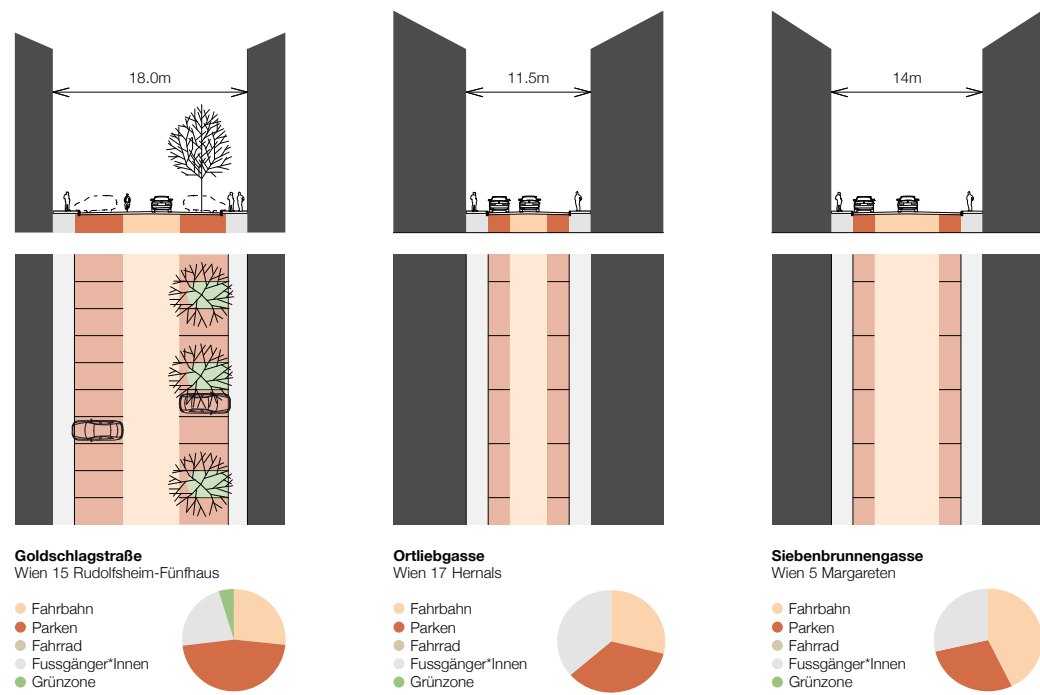 18.0m
11.5m
14m
Goldschlagstraße
Wien 15 Rudolfsheim-Fünfhaus
Fahrbahn
Parken
Fahrrad
Fussgänger*Innen
Grünzone
Ortliebgasse
Wien 17 Hernals
Fahrbahn
Parken
Fahrrad
Fussgänger*Innen
Grünzone
Siebenbrunnengasse
Wien 5 Margareten
Fahrbahn
Parken
Fahrrad
Fussgänger*Innen
Grünzone